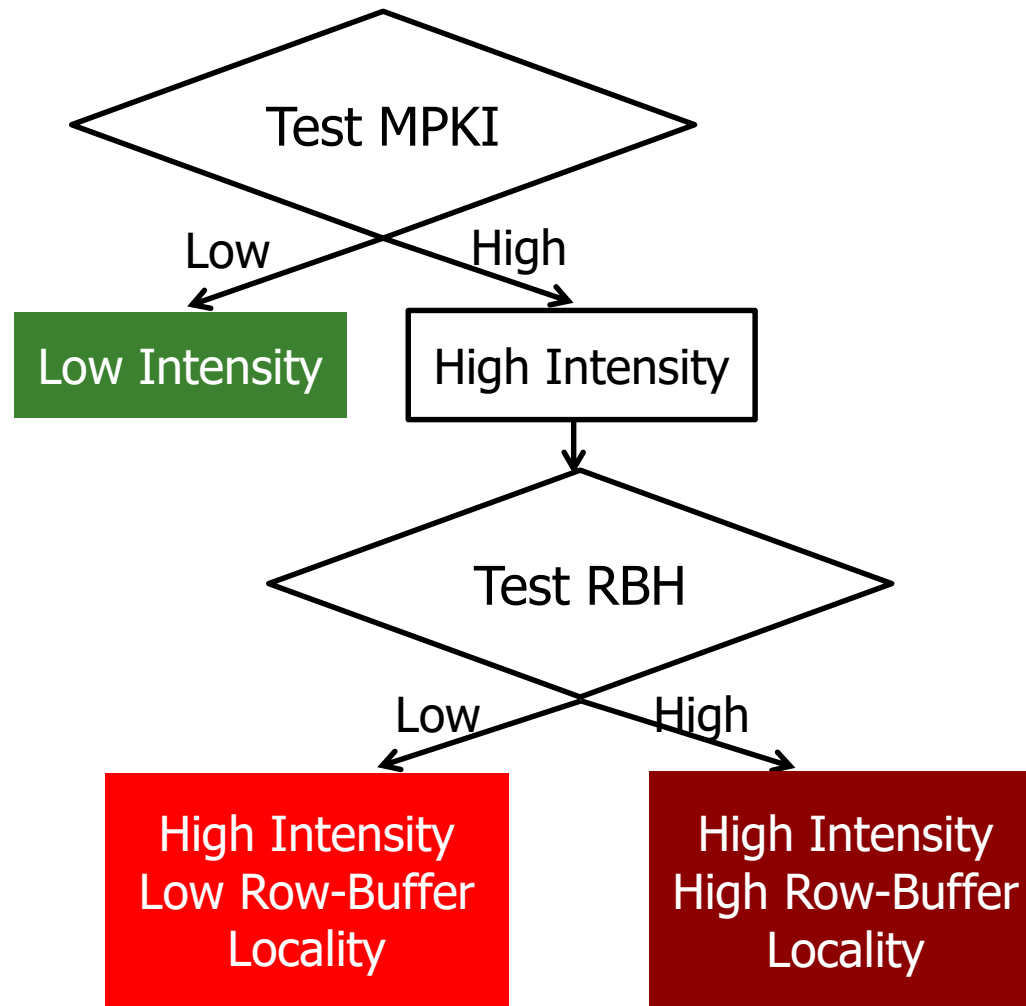 Test MPKI
Low
High
Low Intensity
High Intensity
Test RBH
Low
High
High Intensity
Low Row-Buffer
Locality
High Intensity
High Row-Buffer
Locality